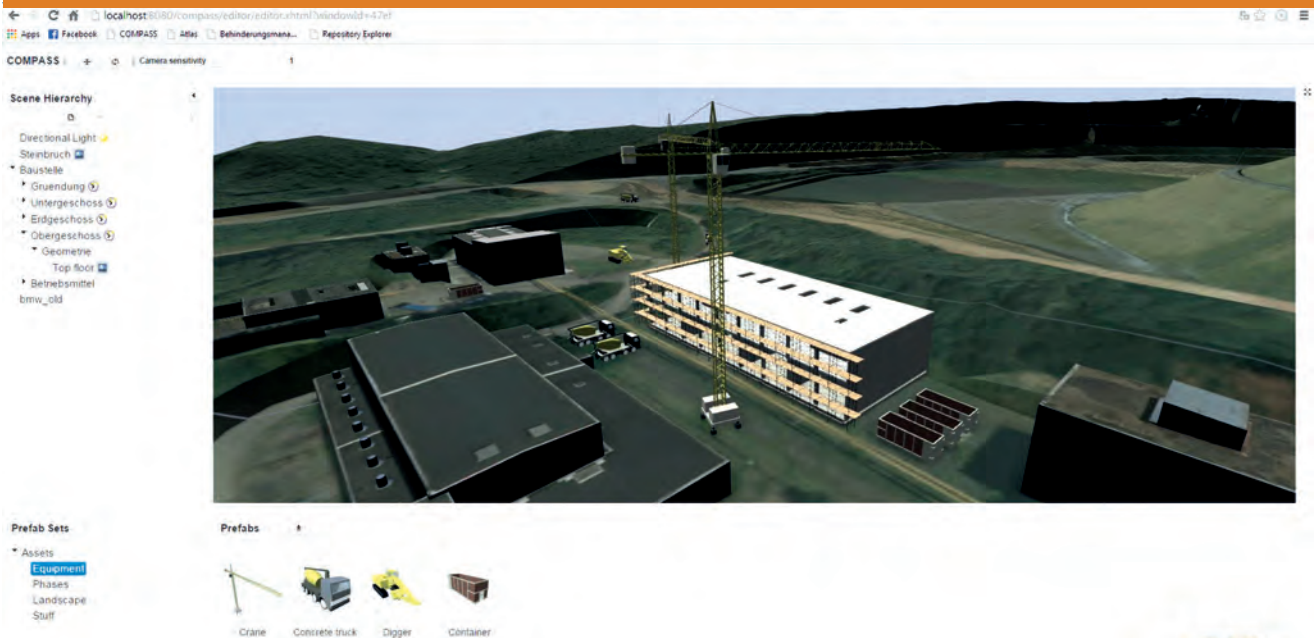 localhost:8080/compass/editor/editor.xhtml?windowId=47ef
Apps Facebook COMPASS Atlas Behinderungsmana... Repository Explorer
COMPASS Camera sensitivity 1
Scene Hierarchy
Directional Light
Steinbruch
Baustelle
Gruendung
Untergeschoss
Erdgeschoss
Obergeschoss
Geometrie
Top floor
Betriebsmittel
bmw_old
Prefab Sets
Assets
Equipment
Phases
Landscape
Stuff
Prefabs
Crane Concrete truck Digger Container